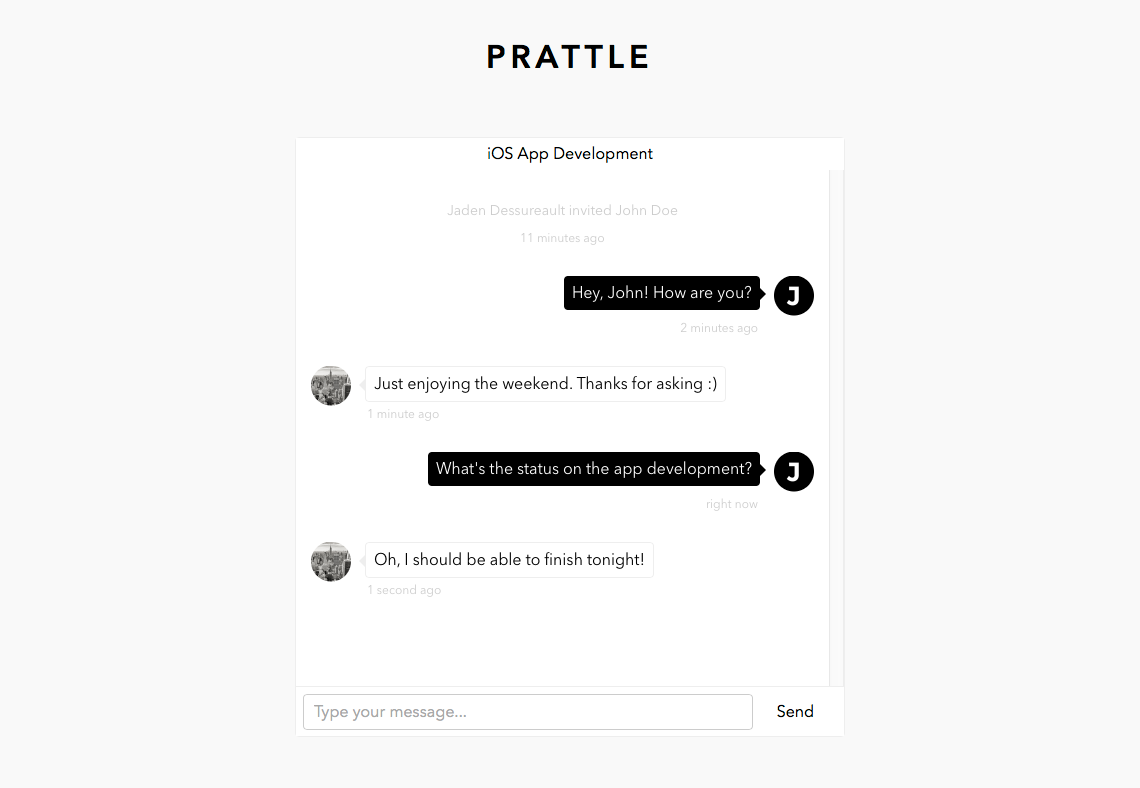 PRATTLE
iOS App Development
Jaden Dessureault invited John Doe
11 minutes ago
Hey, John! How are you?
J
2 minutes ago
Just enjoying the weekend. Thanks for asking :)
1 minute ago
What's the status on the app development?
J
right now
Oh, I should be able to finish tonight!
1 second ago
Type your message...
Send